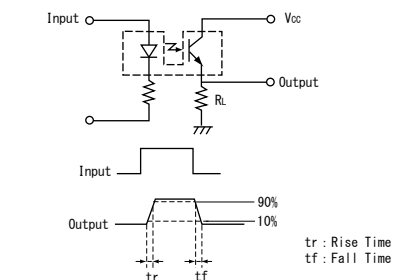 Input
Vcc
Output
RL
Input
Output
90%
10%
tr
tf
tr : Rise Time
tf : Fall Time